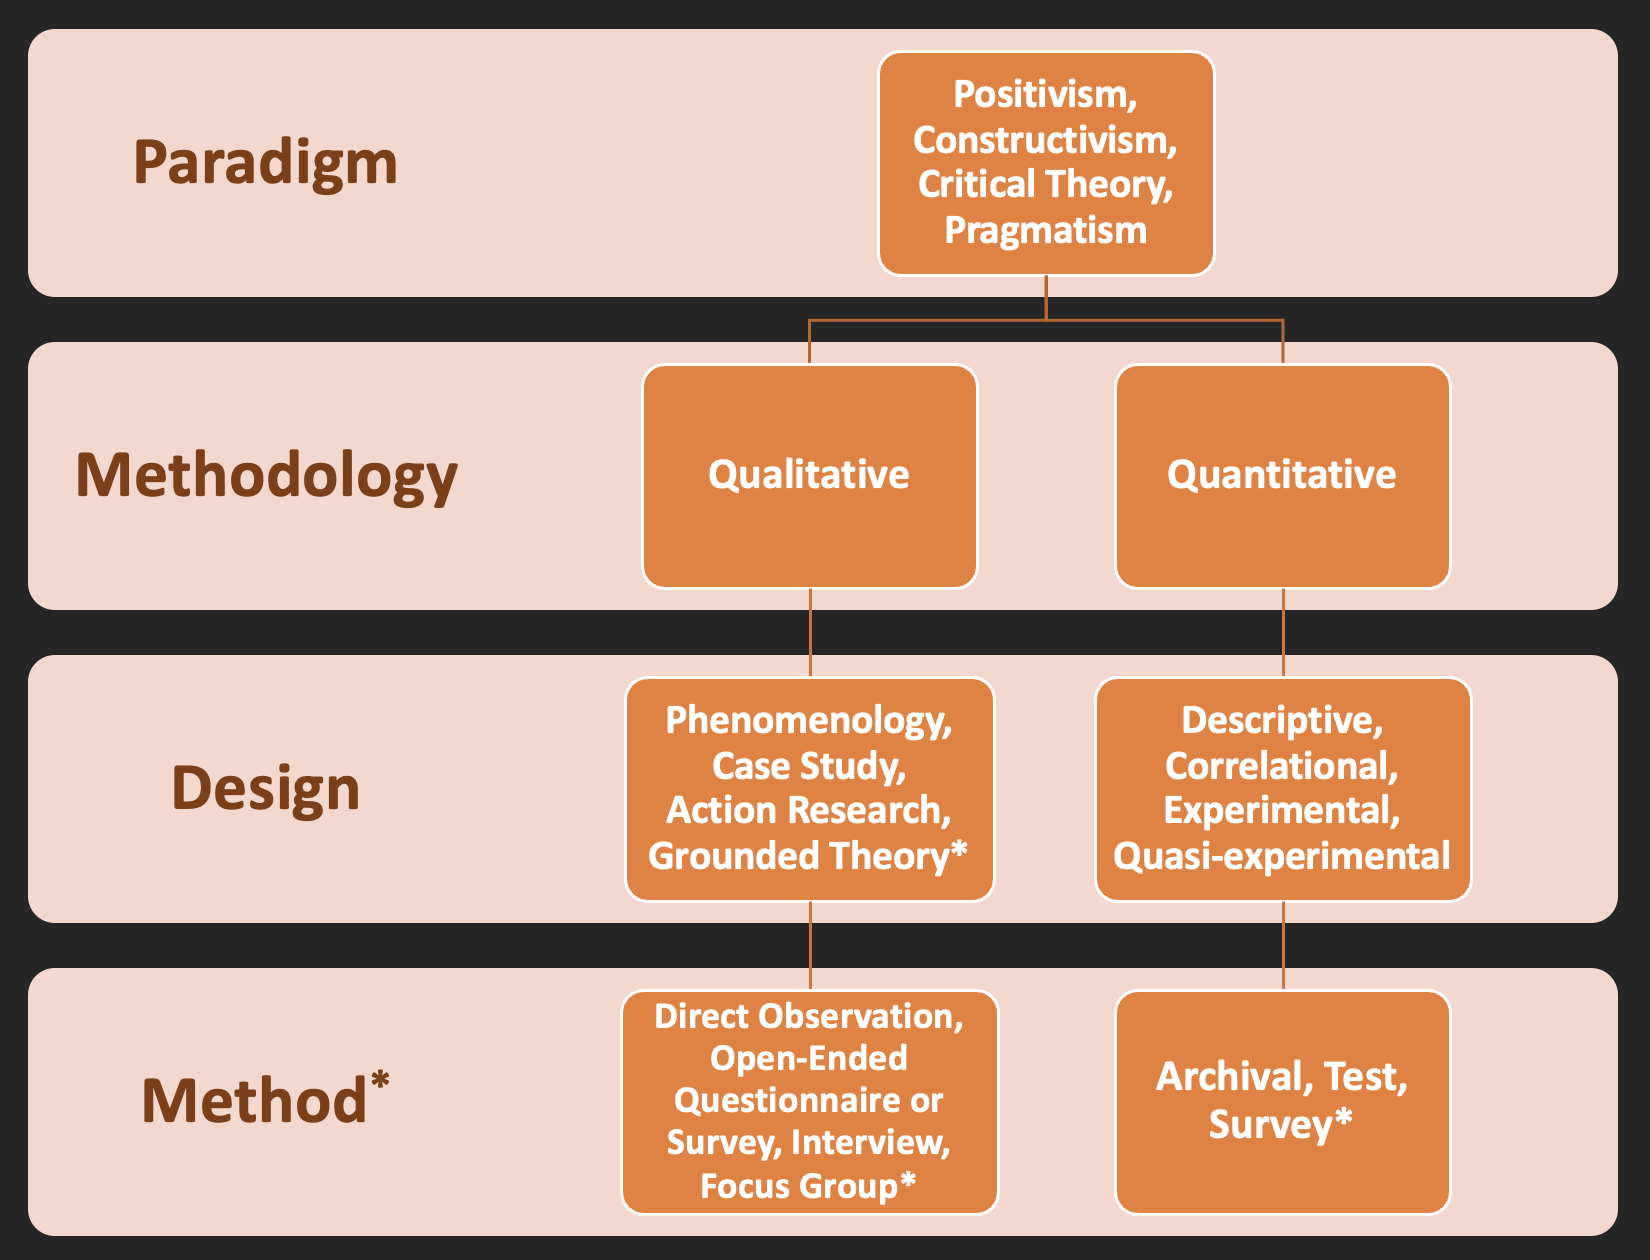 Paradigm
Positivism,
Constructivism,
Critical Theory,
Pragmatism
Methodology
Qualitative
Quantitative
Design
Phenomenology,
Case Study,
Action Research,
Grounded Theory*
Descriptive,
Correlational,
Experimental,
Quasi-experimental
Method*
Direct Observation,
Open-Ended
Questionnaire or
Survey, Interview,
Focus Group*
Archival, Test,
Survey*